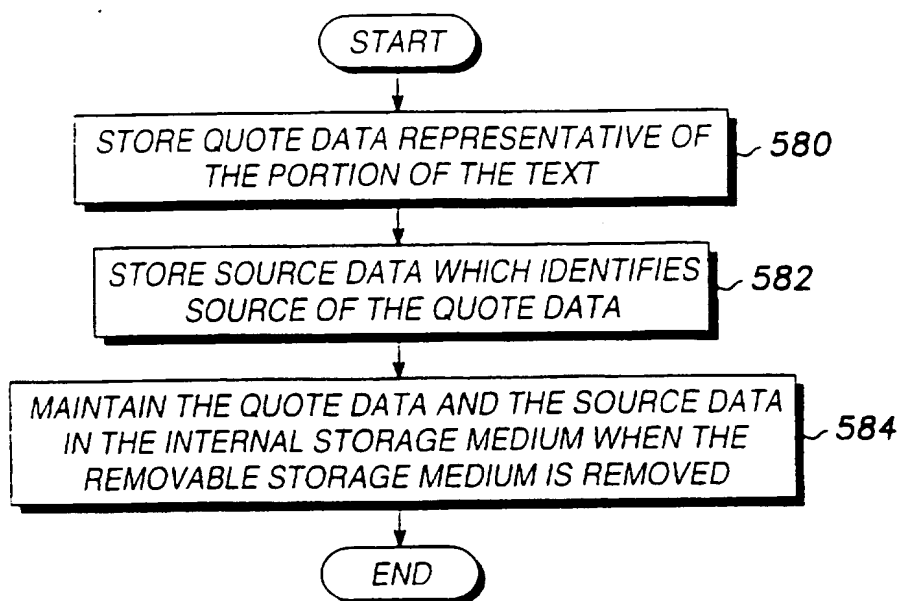 START
STORE QUOTE DATA REPRESENTATIVE OF
THE PORTION OF THE TEXT
580
STORE SOURCE DATA WHICH IDENTIFIES
SOURCE OF THE QUOTE DATA
582
MAINTAIN THE QUOTE DATA AND THE SOURCE DATA
IN THE INTERNAL STORAGE MEDIUM WHEN THE
REMOVABLE STORAGE MEDIUM IS REMOVED
584
END